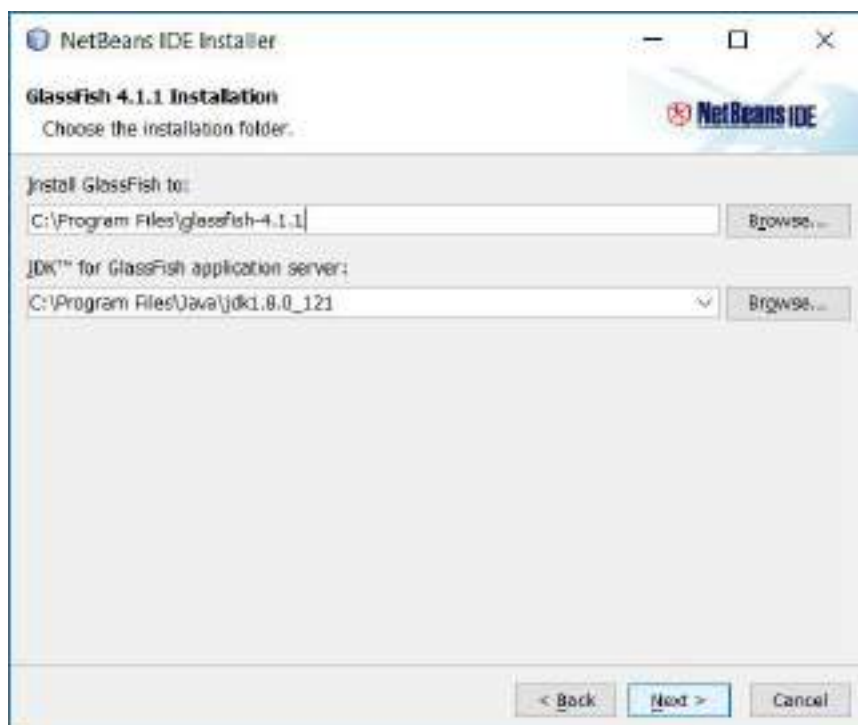 NetBeans IDE Installer
GlassFish 4.1.1 Installation
Choose the installation folder.
NetBeans IDE
Install GlassFish to:
C:\Program Files\glassfish-4.1.1
Browse...
JDK™ for GlassFish application server:
C:\Program Files\Java\jdk1.8.0_121
Browse...
< Back
Next >
Cancel